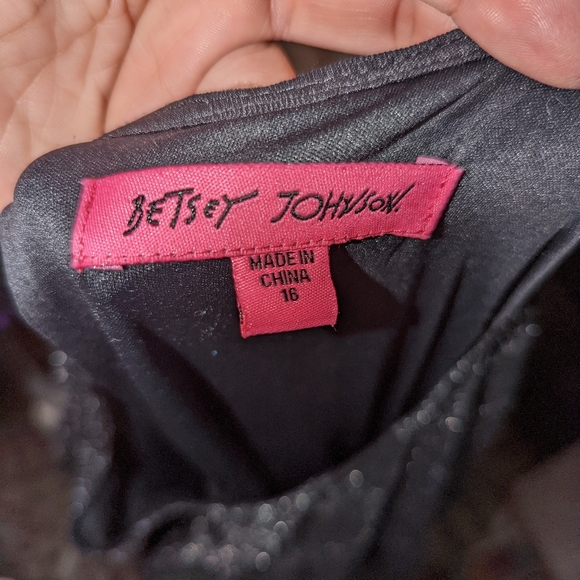 BETSEY JOHNSON.
MADE IN
CHINA
16